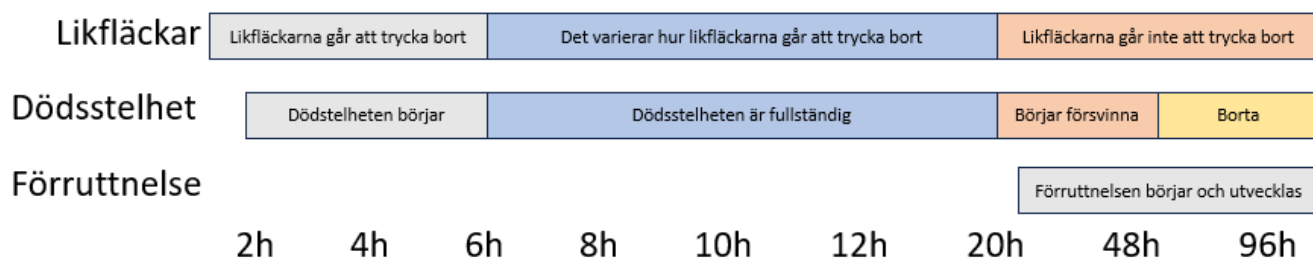 Likfläckar
Likfläckarna går att trycka bort
Det varierar hur likfläckarna går att trycka bort
Likfläckarna går inte att trycka bort
Dödsstelhet
Dödstelheten börjar
Dödsstelheten är fullständig
Börjar försvinna
Borta
Förruttnelse
Förruttnelsen börjar och utvecklas
2h 4h 6h 8h 10h 12h 20h 48h 96h